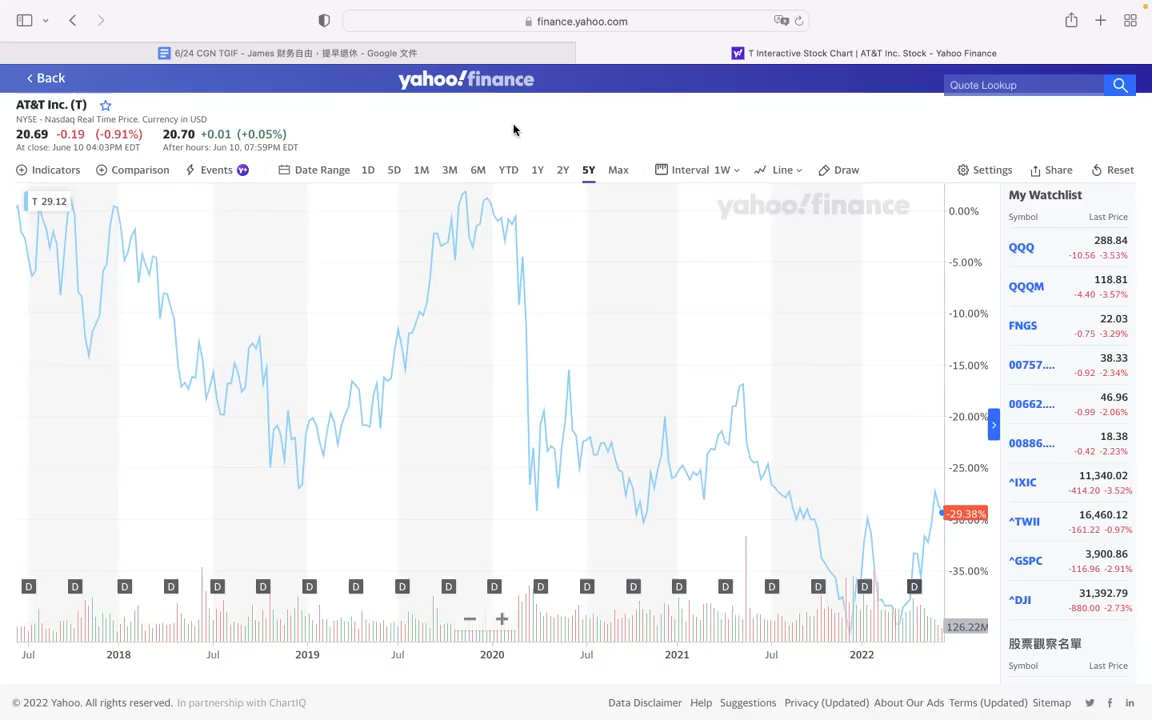 finance.yahoo.com
6/24 CGN TGIF - James 財务自由，提早退休 - Google 文件
T Interactive Stock Chart | AT&T Inc. Stock - Yahoo Finance
Back
yahoo!finance
Quote Lookup
AT&T Inc. (T)
NYSE - Nasdaq Real Time Price. Currency in USD
20.69 -0.19 (-0.91%) 20.70 +0.01 (+0.05%)
At close: June 10 04:03PM EDT After hours: Jun 10, 07:59PM EDT
Indicators Comparison Events Y+ Date Range 1D 5D 1M 3M 6M YTD 1Y 2Y 5Y Max Interval 1W Line Draw Settings Share Reset
T 29.12
yahoo!finance
0.00%
-5.00%
-10.00%
-15.00%
-20.00%
-25.00%
-29.38%
-30.00%
-35.00%
126.22M
D D D D D D D D D D D D D D D D D D D D
Jul 2018 Jul 2019 Jul 2020 Jul 2021 Jul 2022
My Watchlist
Symbol Last Price
QQQ 288.84
-10.56 -3.53%
QQQM 118.81
-4.40 -3.57%
FNGS 22.03
-0.75 -3.29%
00757.... 38.33
-0.92 -2.34%
00662.... 46.96
-0.99 -2.06%
00886.... 18.38
-0.42 -2.23%
^IXIC 11,340.02
-414.20 -3.52%
^TWII 16,460.12
-161.22 -0.97%
^GSPC 3,900.86
-116.96 -2.91%
^DJI 31,392.79
-880.00 -2.73%
股票觀察名單
Symbol Last Price
© 2022 Yahoo. All rights reserved. In partnership with ChartIQ
Data Disclaimer Help Suggestions Privacy (Updated) About Our Ads Terms (Updated) Sitemap